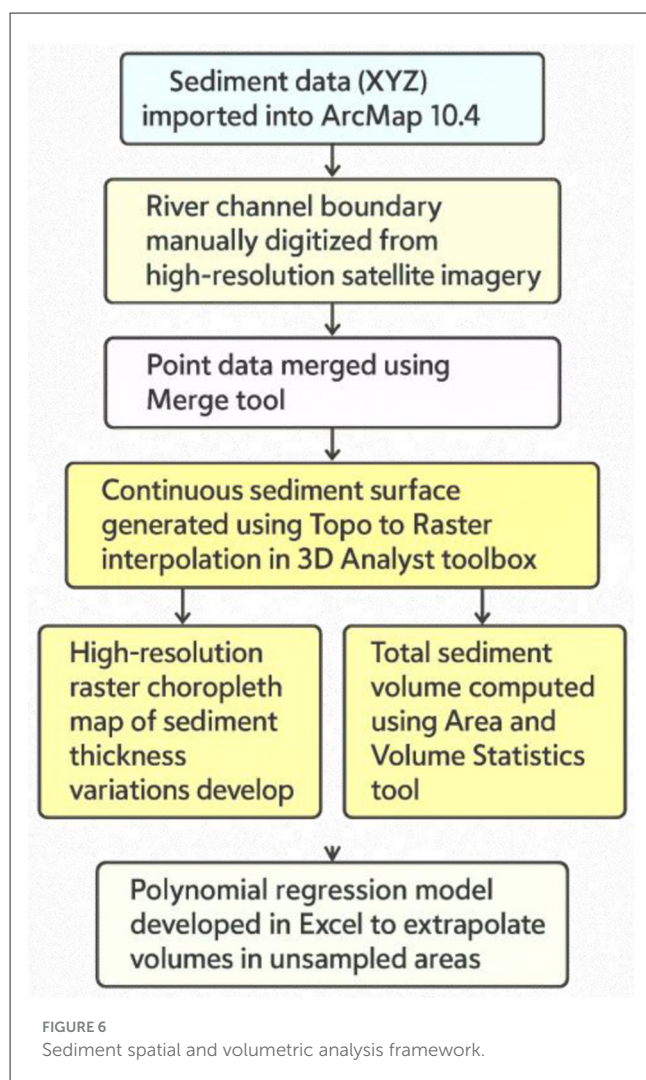 Sediment data (XYZ)
imported into ArcMap 10.4
River channel boundary
manually digitized from
high-resolution satellite imagery
Point data merged using
Merge tool
Continuous sediment surface
generated using Topo to Raster
interpolation in 3D Analyst toolbox
High-resolution
raster choropleth
map of sediment
thickness
variations develop
Total sediment
volume computed
using Area and
Volume Statistics
tool
Polynomial regression model
developed in Excel to extrapolate
volumes in unsampled areas
FIGURE 6
Sediment spatial and volumetric analysis framework.